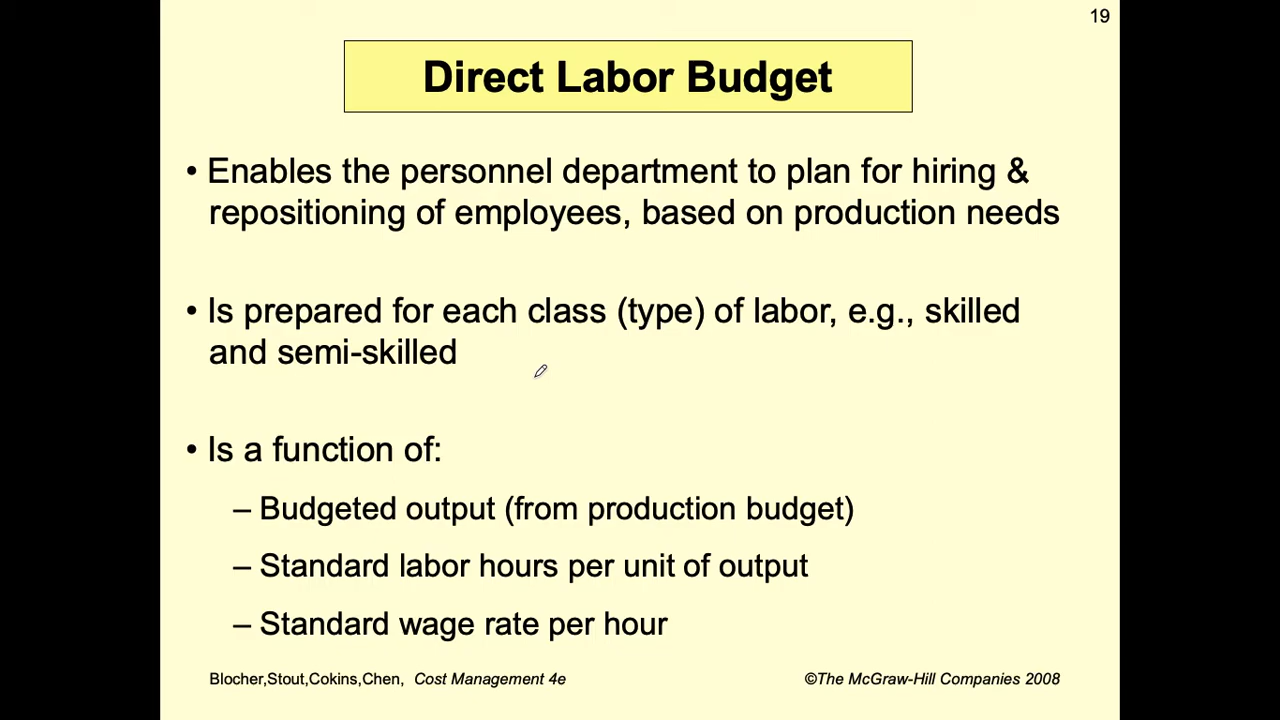 19
Direct Labor Budget
• Enables the personnel department to plan for hiring &
repositioning of employees, based on production needs
• Is prepared for each class (type) of labor, e.g., skilled
and semi-skilled
• Is a function of:
– Budgeted output (from production budget)
– Standard labor hours per unit of output
– Standard wage rate per hour
Blocher,Stout,Cokins,Chen, Cost Management 4e ©The McGraw-Hill Companies 2008